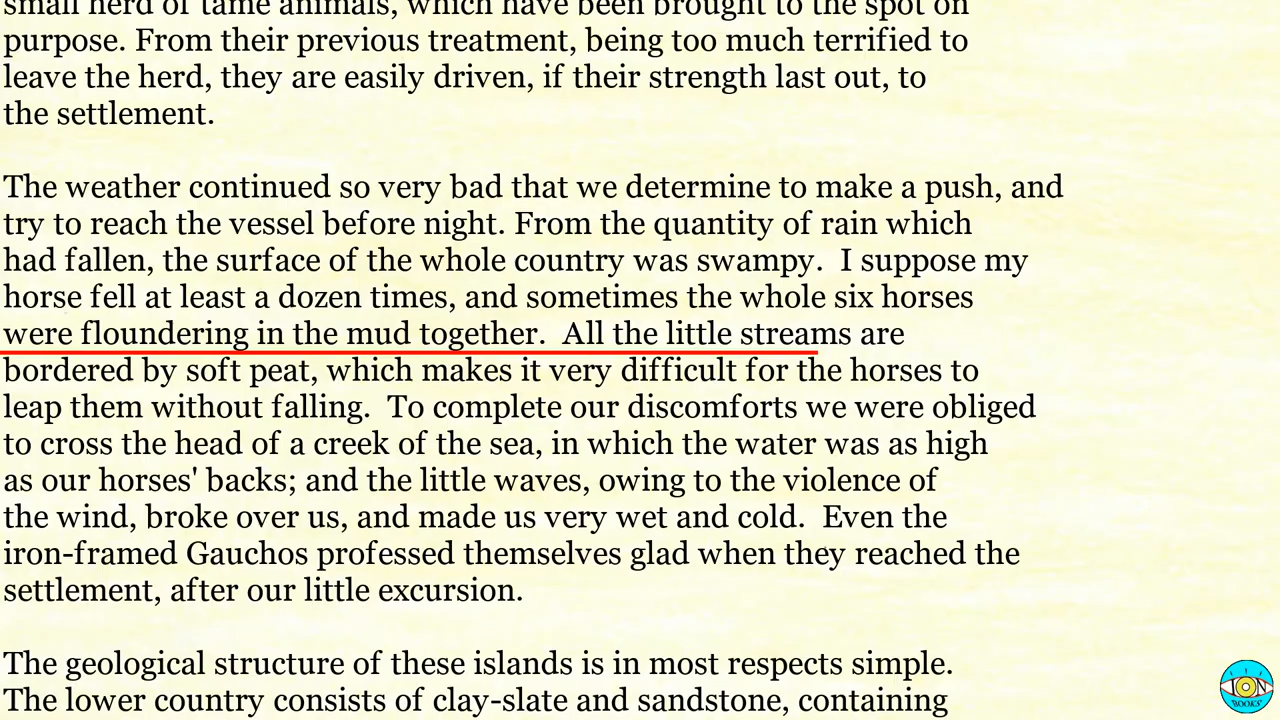 small herd of tame animals, which have been brought to the spot on
purpose. From their previous treatment, being too much terrified to
leave the herd, they are easily driven, if their strength last out, to
the settlement.
The weather continued so very bad that we determine to make a push, and
try to reach the vessel before night. From the quantity of rain which
had fallen, the surface of the whole country was swampy.  I suppose my
horse fell at least a dozen times, and sometimes the whole six horses
were floundering in the mud together.  All the little streams are
bordered by soft peat, which makes it very difficult for the horses to
leap them without falling.  To complete our discomforts we were obliged
to cross the head of a creek of the sea, in which the water was as high
as our horses' backs; and the little waves, owing to the violence of
the wind, broke over us, and made us very wet and cold.  Even the
iron-framed Gauchos professed themselves glad when they reached the
settlement, after our little excursion.
The geological structure of these islands is in most respects simple.
The lower country consists of clay-slate and sandstone, containing
ION
BOOKS